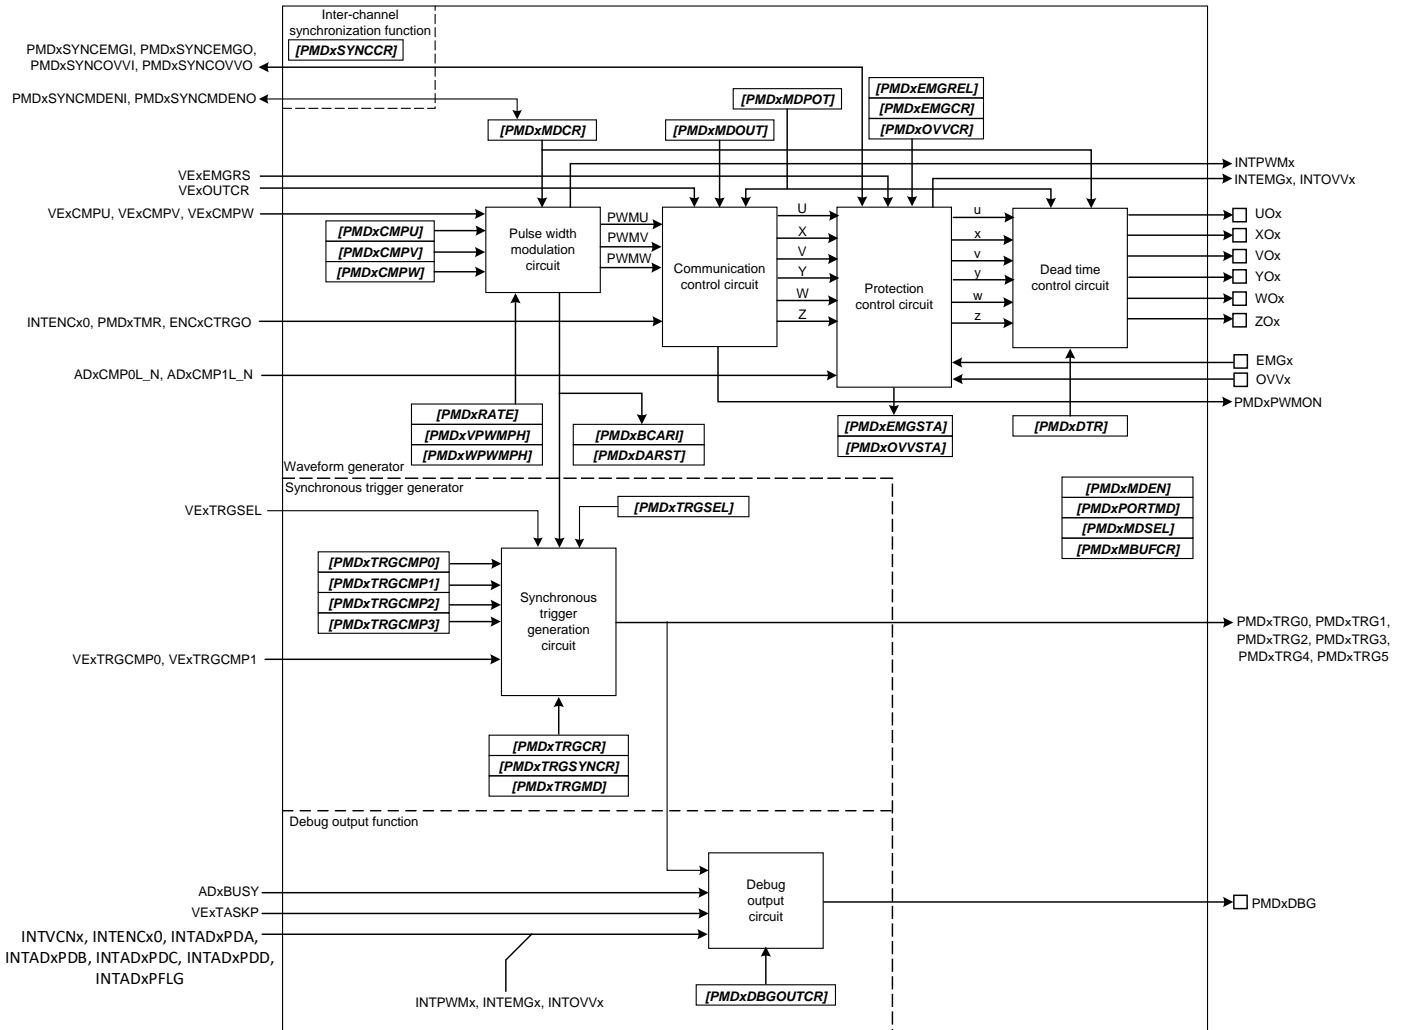 Inter-channel
synchronization function
[PMDxSYNCCR]
PMDxSYNCEMGI, PMDxSYNCEMGO,
PMDxSYNCOVVI, PMDxSYNCOVVO
PMDxSYNCMDENI, PMDxSYNCMDENO
[PMDxMDCR]
[PMDxMDOUT]
[PMDxMDPOT]
[PMDxEMGREL]
[PMDxEMGCR]
[PMDxOVVCR]
VExEMGRS
VExOUTCR
VExCMPU, VExCMPV, VExCMPW
[PMDxCMPU]
[PMDxCMPV]
[PMDxCMPW]
Pulse width
modulation
circuit
PWMU
PWMV
PWMW
Communication
control circuit
U
X
V
Y
W
Z
Protection
control circuit
u
x
v
y
w
z
Dead time
control circuit
INTPWMx
INTEMGx, INTOVVx
UOx
XOx
VOx
YOx
WOx
ZOx
EMGx
OVVx
PMDxPWMON
INTENCx0, PMDxTMR, ENCxCTRGO
ADxCMP0L_N, ADxCMP1L_N
[PMDxRATE]
[PMDxVPWMPH]
[PMDxWPWMPH]
[PMDxBCARI]
[PMDxDARST]
[PMDxEMGSTA]
[PMDxOVVSTA]
[PMDxDTR]
Waveform generator
Synchronous trigger generator
VExTRGSEL
[PMDxTRGSEL]
[PMDxMDEN]
[PMDxPORTMD]
[PMDxMDSEL]
[PMDxMBUFCR]
[PMDxTRGCMP0]
[PMDxTRGCMP1]
[PMDxTRGCMP2]
[PMDxTRGCMP3]
VExTRGCMP0, VExTRGCMP1
Synchronous
trigger
generation
circuit
PMDxTRG0, PMDxTRG1,
PMDxTRG2, PMDxTRG3,
PMDxTRG4, PMDxTRG5
[PMDxTRGCR]
[PMDxTRGSYNCR]
[PMDxTRGMD]
Debug output function
ADxBUSY
VExTASKP
INTVCNx, INTENCx0, INTADxPDA,
INTADxPDB, INTADxPDC, INTADxPDD,
INTADxPFLG
INTPWMx, INTEMGx, INTOVVx
Debug
output
circuit
[PMDxDBGOUTCR]
PMDxDBG